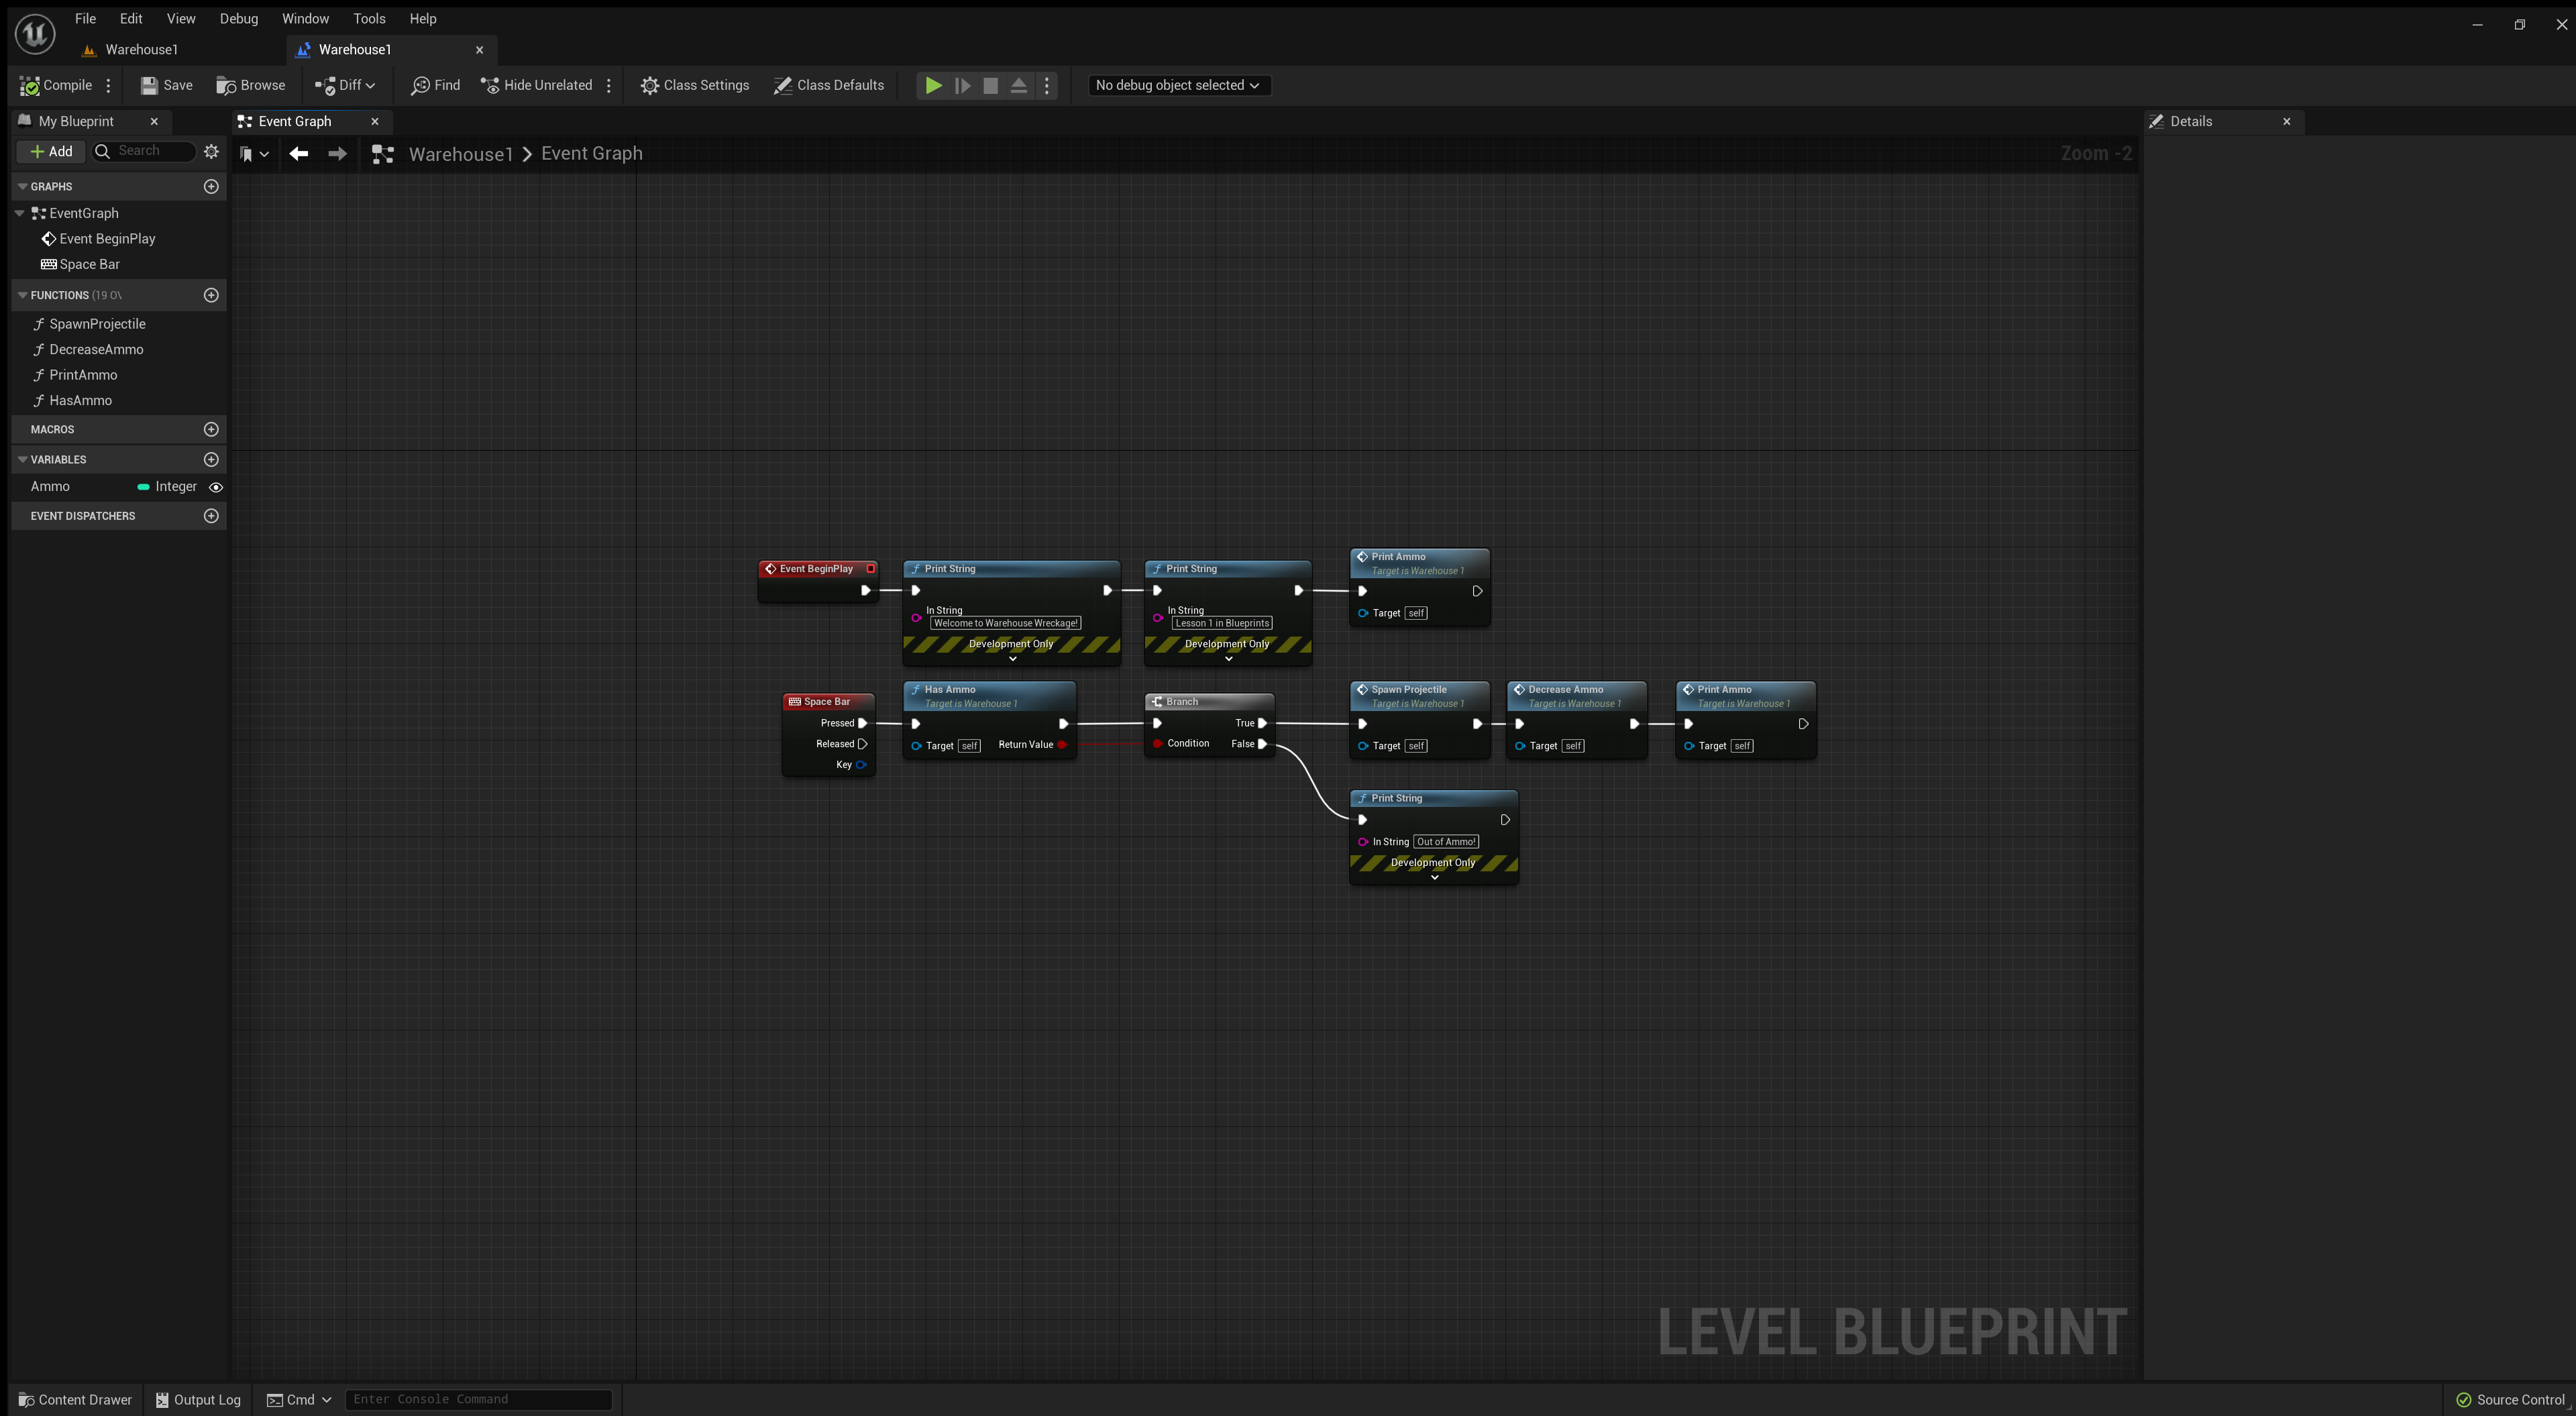 File Edit View Debug Window Tools Help
Warehouse1 Warehouse1
Compile Save Browse Diff Find Hide Unrelated Class Settings Class Defaults No debug object selected
My Blueprint Event Graph Details
Add Search Warehouse1 > Event Graph Zoom -2
GRAPHS
EventGraph
Event BeginPlay
Space Bar
FUNCTIONS (19 OV
SpawnProjectile
DecreaseAmmo
PrintAmmo
HasAmmo
MACROS
VARIABLES
Ammo Integer
EVENT DISPATCHERS
Event BeginPlay
Print String
In String
Welcome to Warehouse Wreckage!
Development Only
Print String
In String
Lesson 1 in Blueprints
Development Only
Print Ammo
Target is Warehouse 1
Target self
Space Bar
Pressed
Released
Key
Has Ammo
Target is Warehouse 1
Target self Return Value
Branch
True
Condition False
Spawn Projectile
Target is Warehouse 1
Target self
Decrease Ammo
Target is Warehouse 1
Target self
Print Ammo
Target is Warehouse 1
Target self
Print String
In String Out of Ammo!
Development Only
LEVEL BLUEPRINT
Content Drawer Output Log Cmd Enter Console Command Source Control